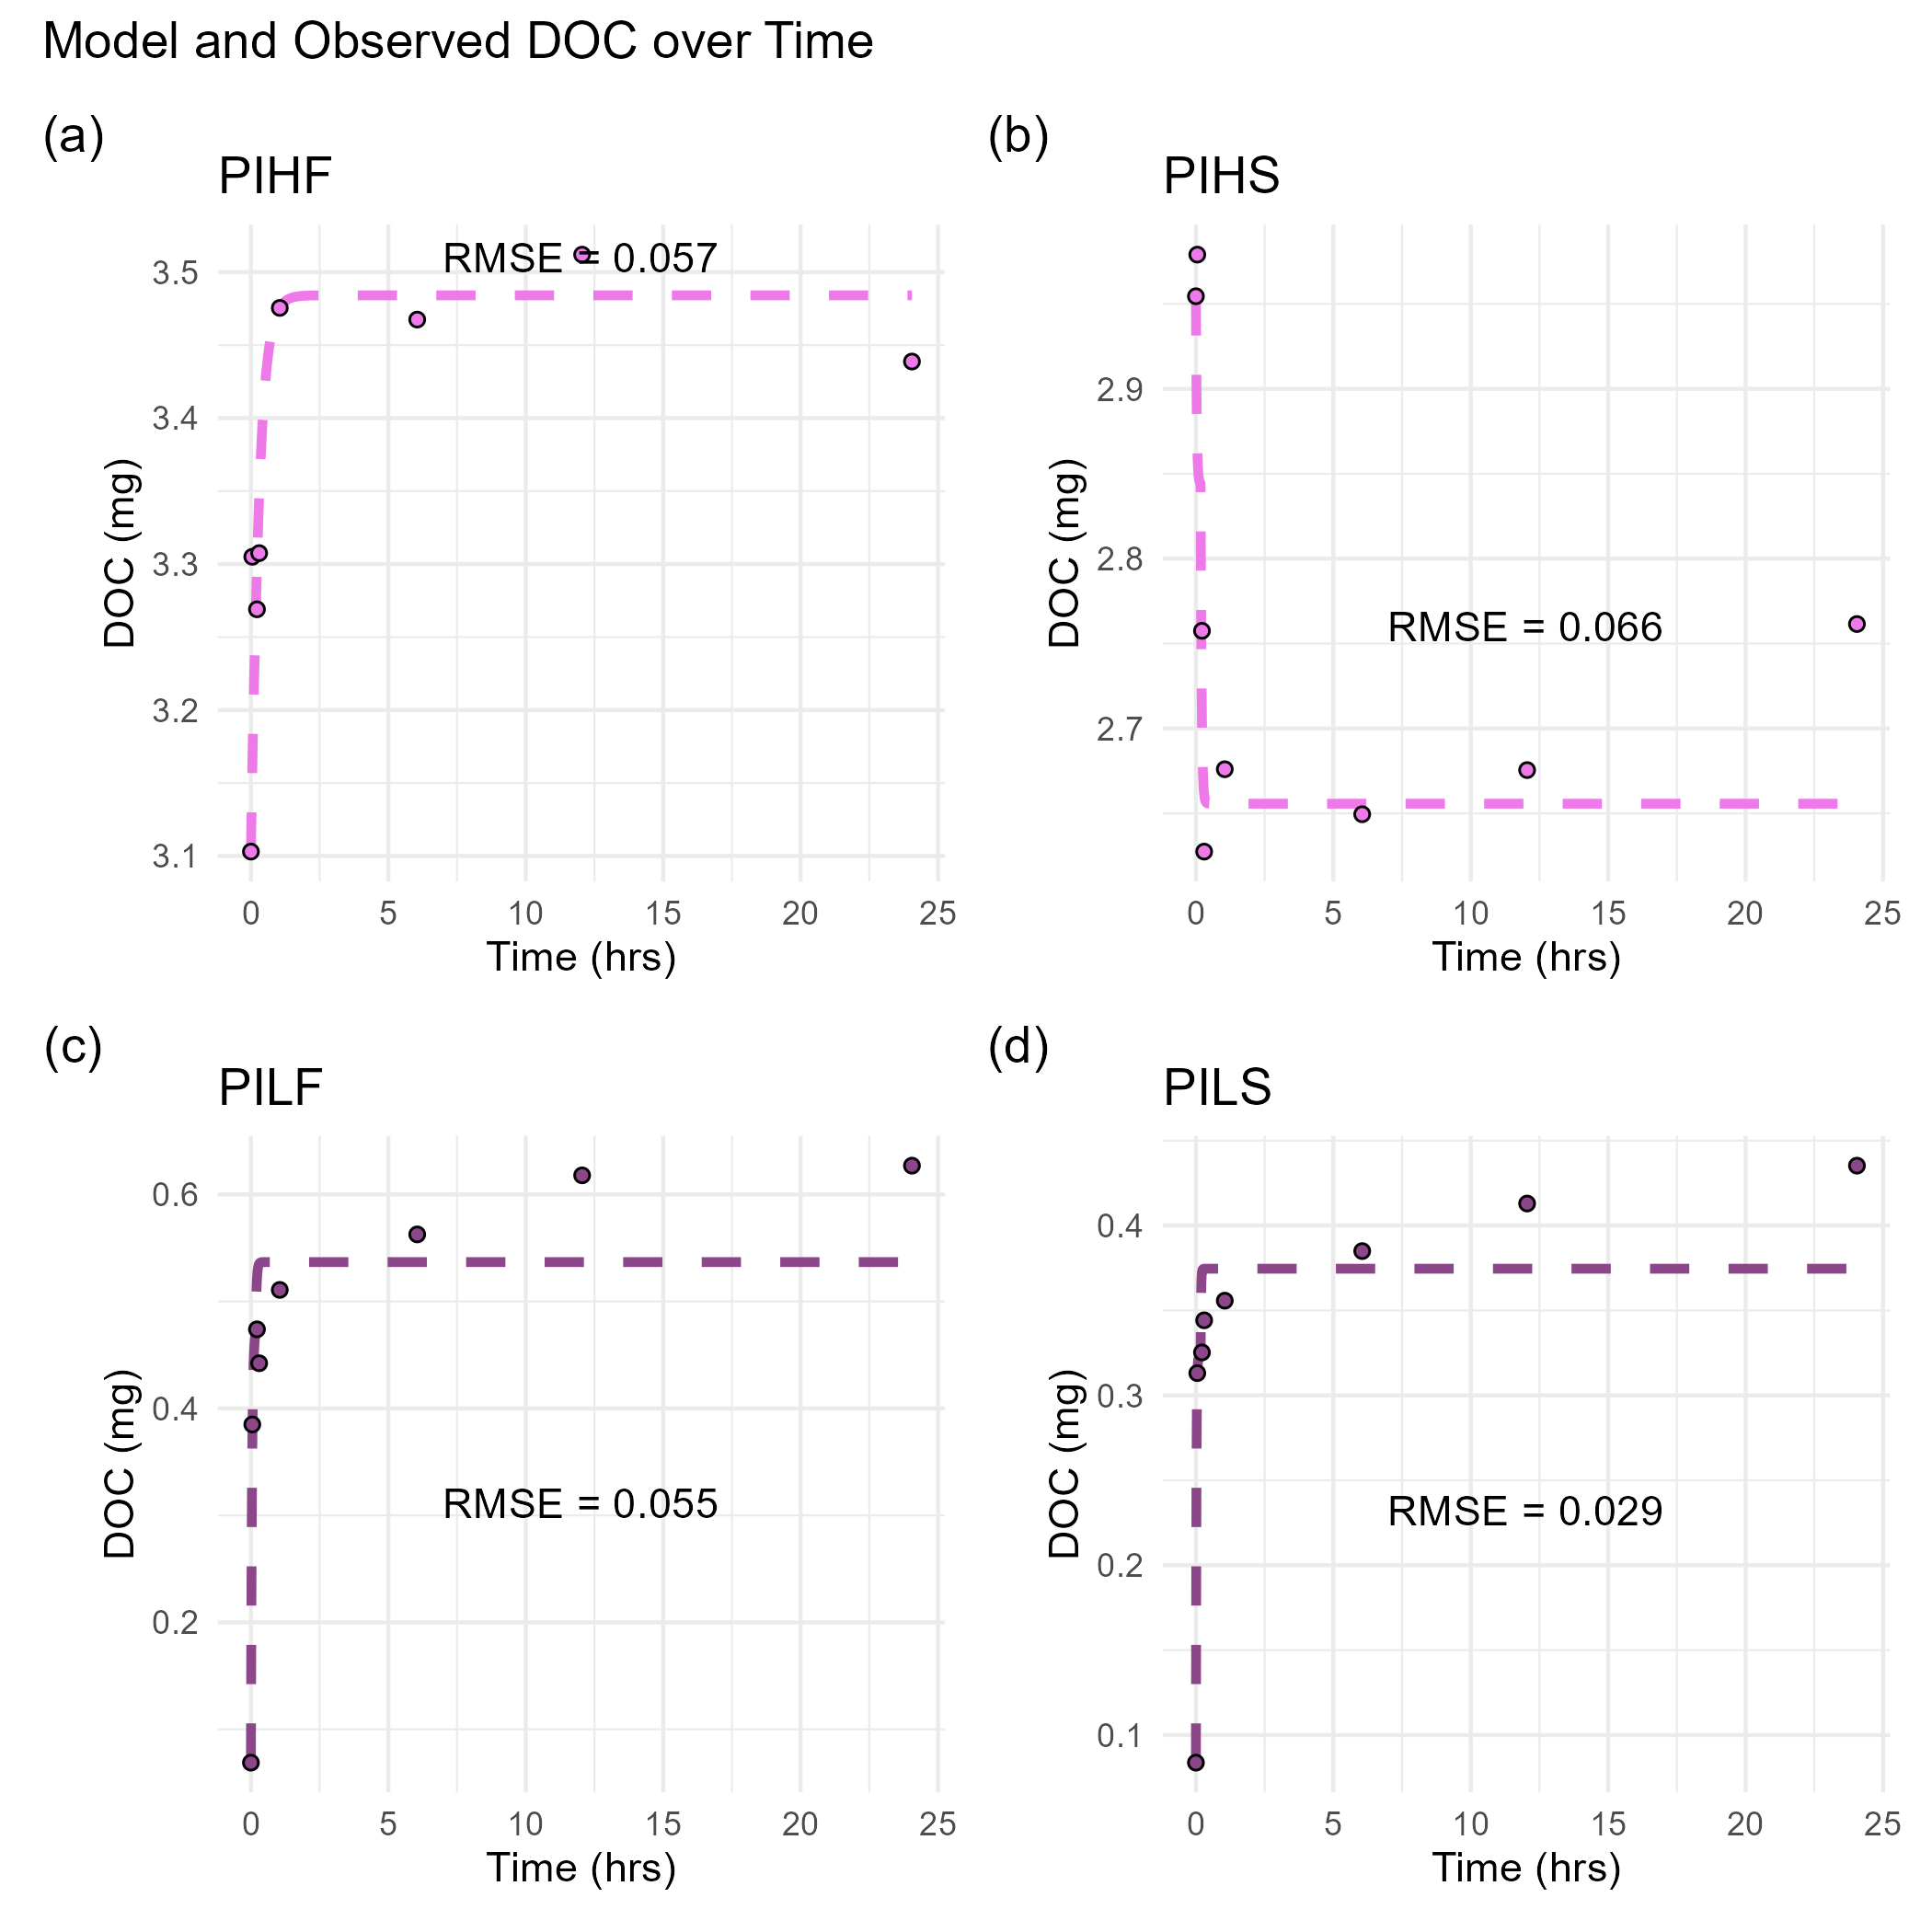 Model and Observed DOC over Time
(a)
PIHF
RMSE = 0.057
3.5
3.4
3.3
3.2
3.1
DOC (mg)
0 5 10 15 20 25
Time (hrs)
(b)
PIHS
2.9
2.8
2.7
RMSE = 0.066
DOC (mg)
0 5 10 15 20 25
Time (hrs)
(c)
PILF
0.6
0.4
0.2
RMSE = 0.055
DOC (mg)
0 5 10 15 20 25
Time (hrs)
(d)
PILS
0.4
0.3
0.2
0.1
RMSE = 0.029
DOC (mg)
0 5 10 15 20 25
Time (hrs)